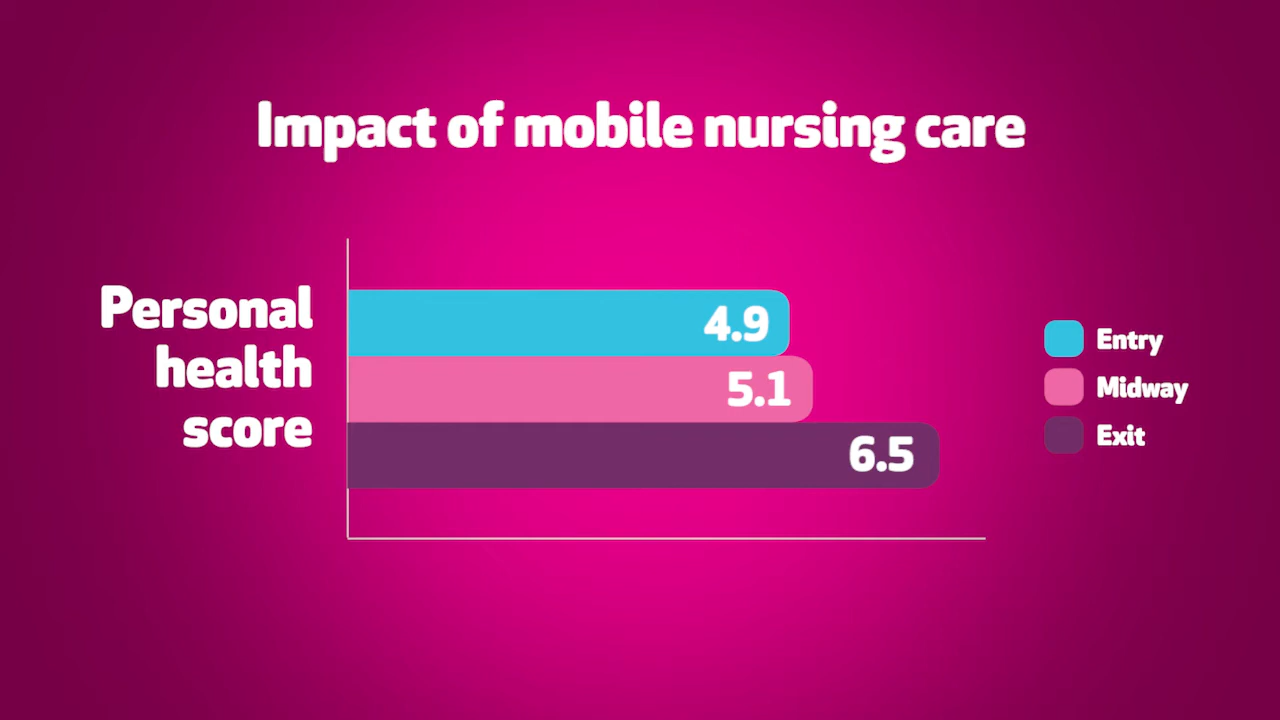 Impact of mobile nursing care
Personal
health
score
4.9
5.1
6.5
Entry
Midway
Exit